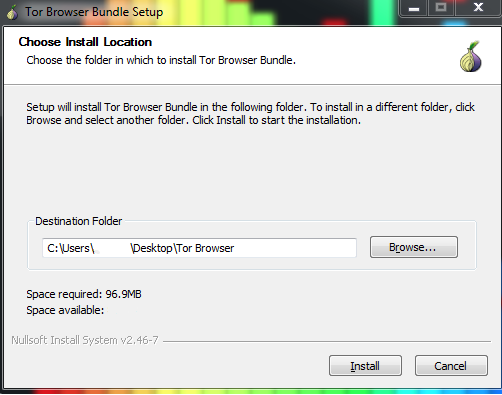 Tor Browser Bundle Setup
Choose Install Location
Choose the folder in which to install Tor Browser Bundle.
Setup will install Tor Browser Bundle in the following folder. To install in a different folder, click
Browse and select another folder. Click Install to start the installation.
Destination Folder
C:\Users\ \Desktop\Tor Browser
Browse...
Space required: 96.9MB
Space available:
Nullsoft Install System v2.46-7
Install
Cancel